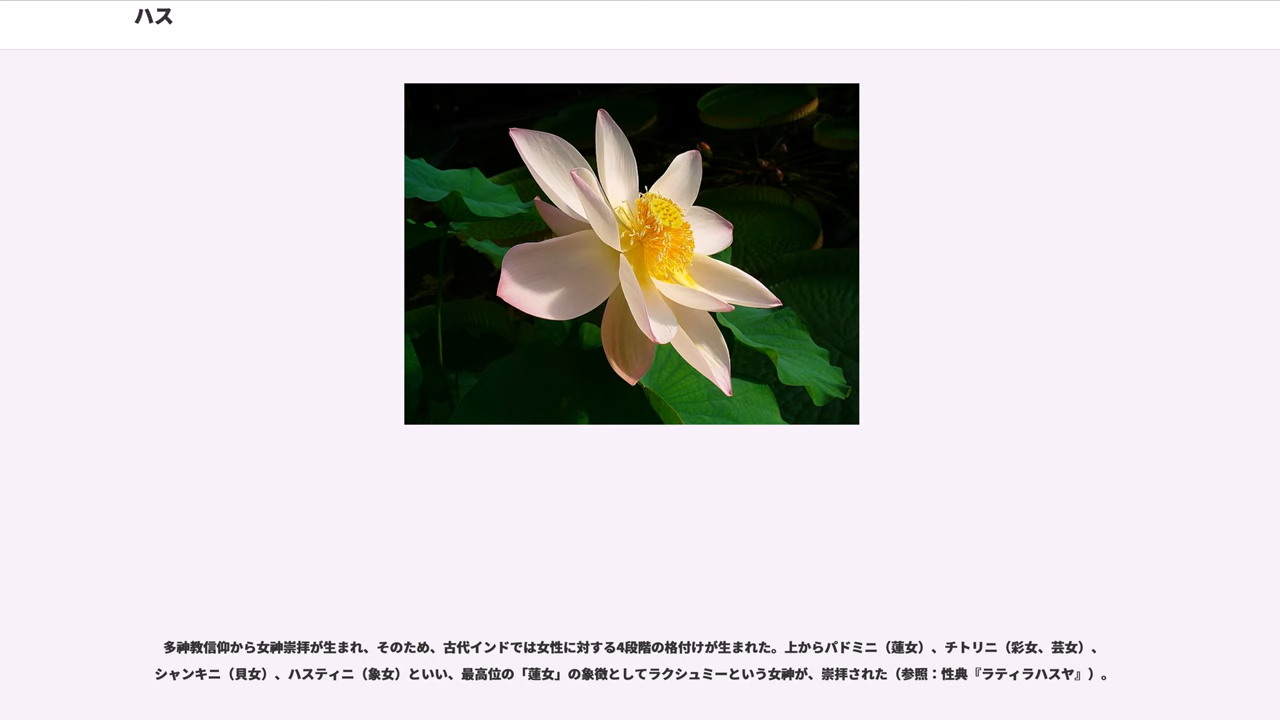 ハス
多神教信仰から女神崇拝が生まれ、そのため、古代インドでは女性に対する4段階の格付けが生まれた。上からパドミニ（蓮女）、チトリニ（彩女、芸女）、
シャンキニ（貝女）、ハスティニ（象女）といい、最高位の「蓮女」の象徴としてラクシュミーという女神が、崇拝された（参照：性典『ラティラハスヤ』）。